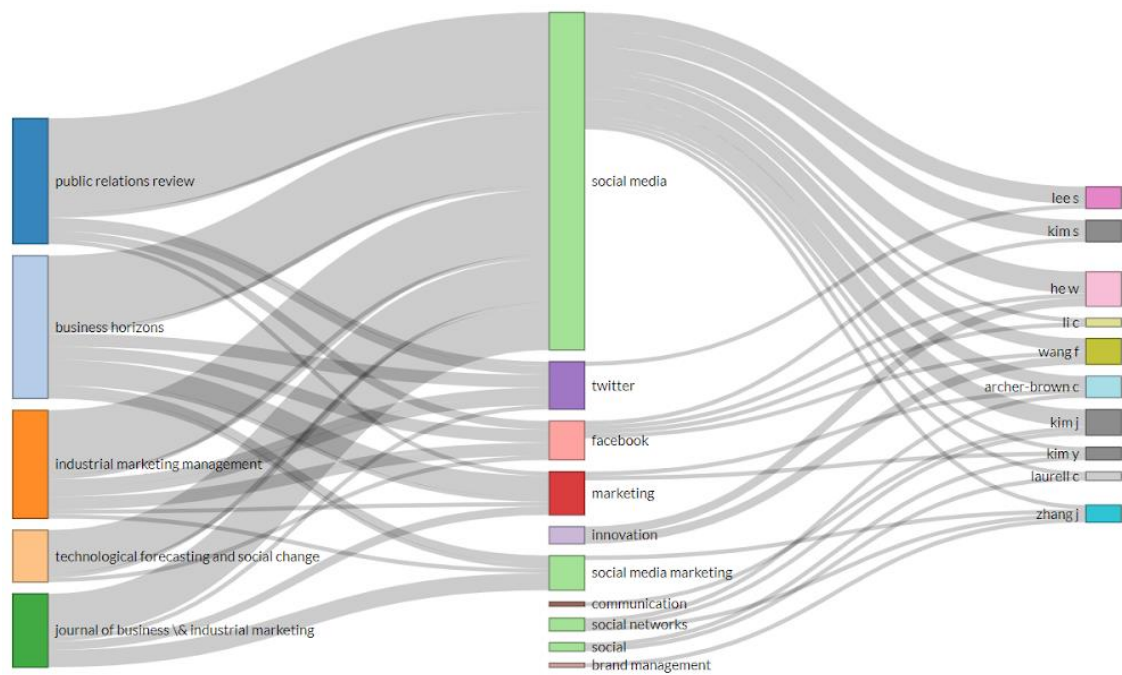 public relations review
business horizons
industrial marketing management
technological forecasting and social change
journal of business \& industrial marketing
social media
twitter
facebook
marketing
innovation
social media marketing
communication
social networks
social
brand management
lee s
kim s
he w
li c
wang f
archer-brown c
kim j
kim y
laurell c
zhang j